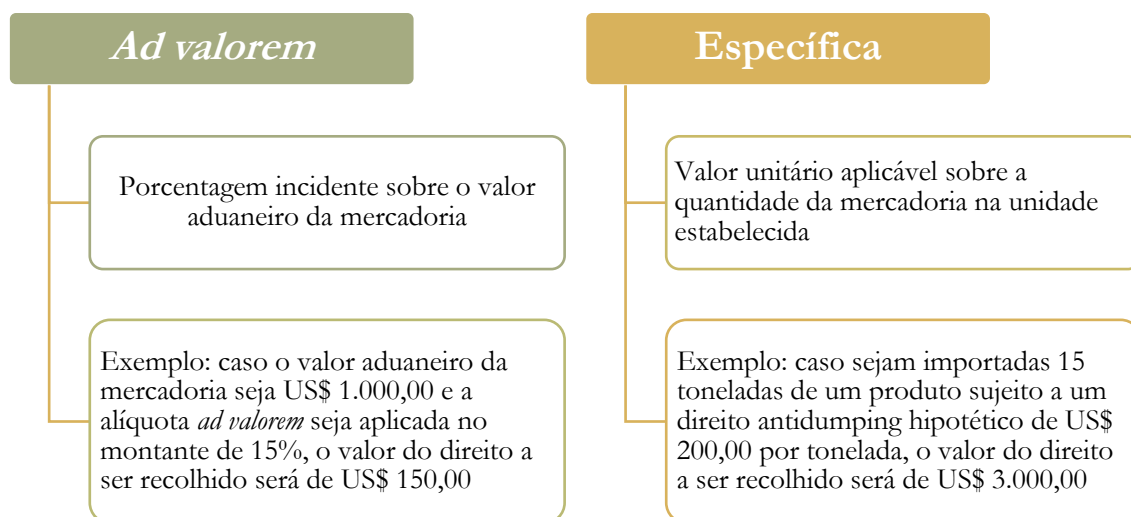 Ad valorem
Porcentagem incidente sobre o valor
aduaneiro da mercadoria
Exemplo: caso o valor aduaneiro da
mercadoria seja US$ 1.000,00 e a
alíquota ad valorem seja aplicada no
montante de 15%, o valor do direito a
ser recolhido será de US$ 150,00
Específica
Valor unitário aplicável sobre a
quantidade da mercadoria na unidade
estabelecida
Exemplo: caso sejam importadas 15
toneladas de um produto sujeito a um
direito antidumping hipotético de US$
200,00 por tonelada, o valor do direito
a ser recolhido será de US$ 3.000,00